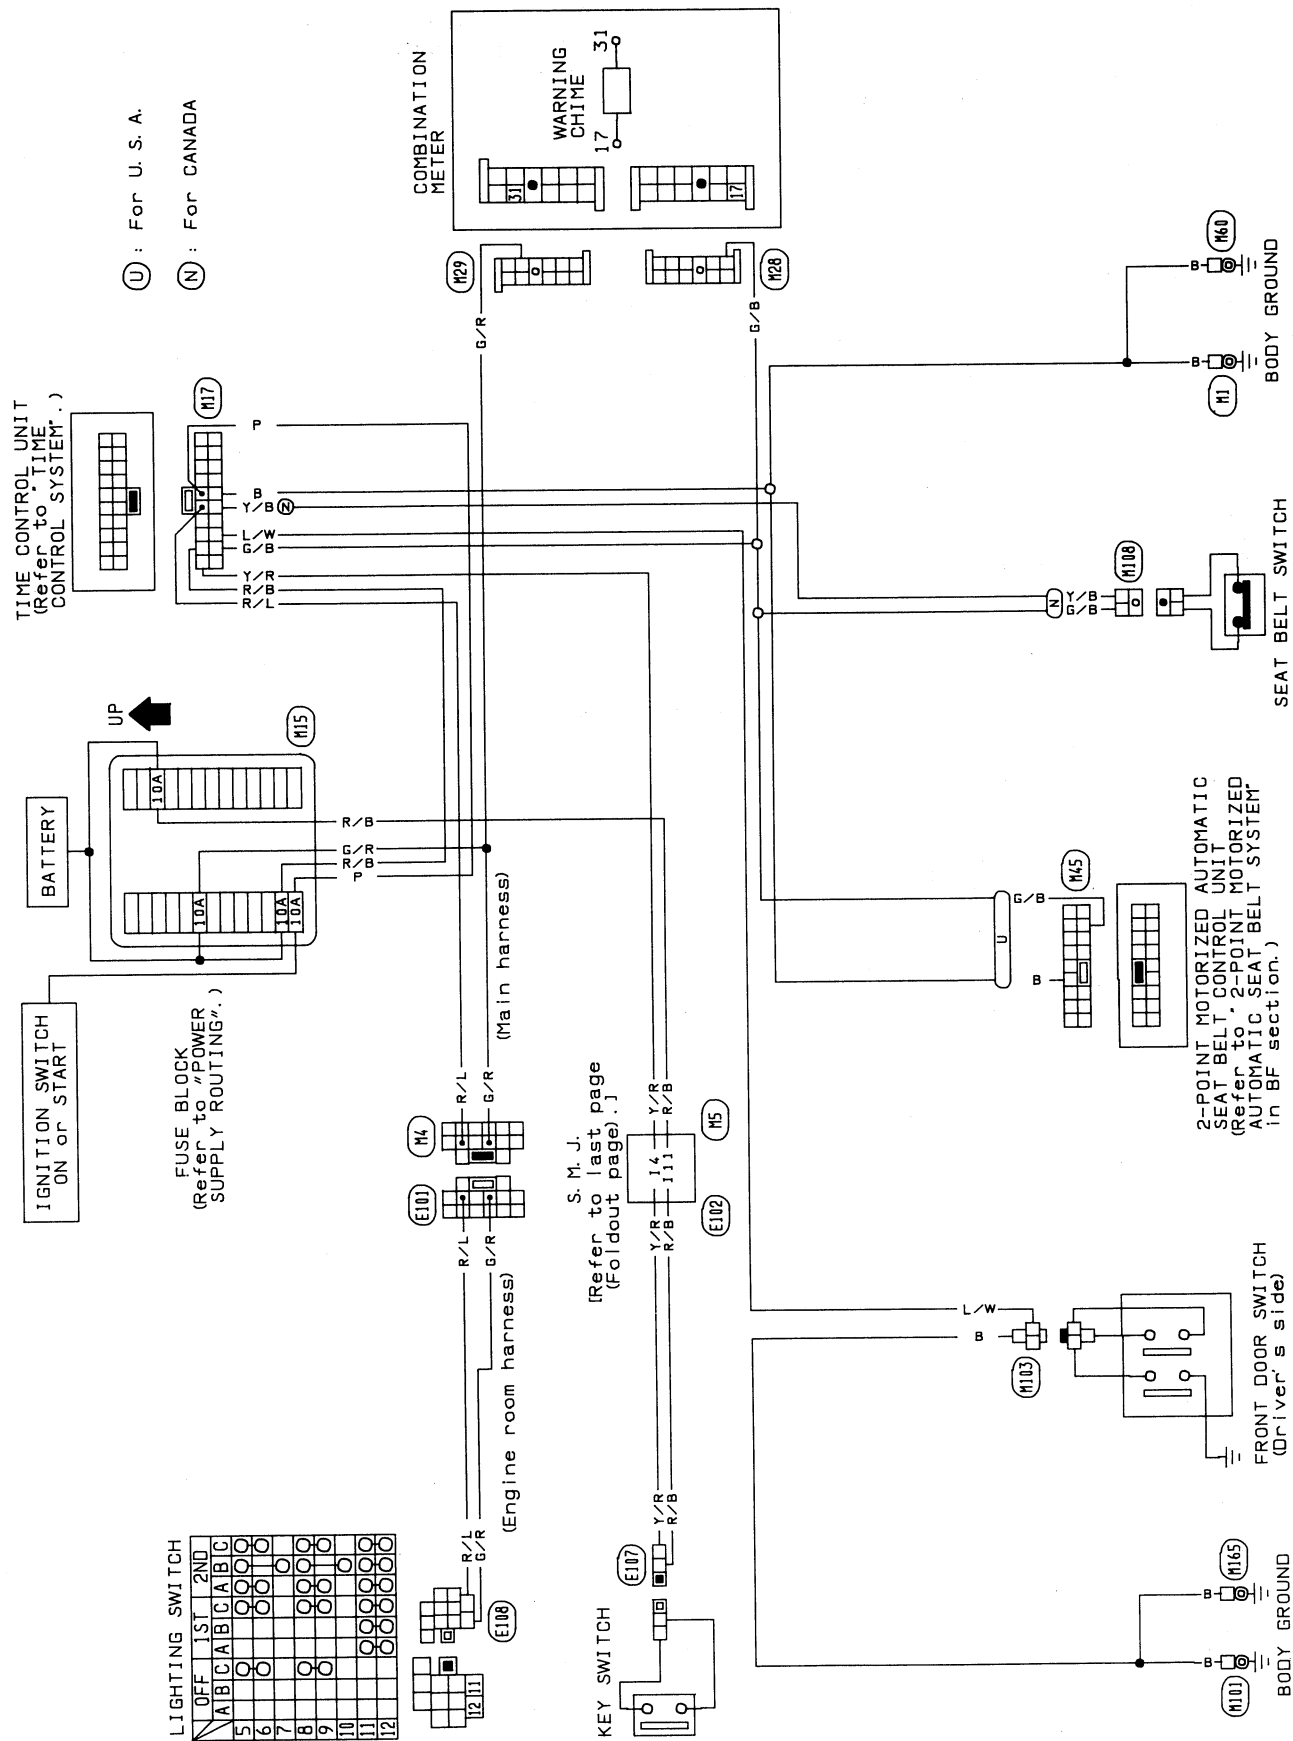 LIGHTING SWITCH
OFF 1ST 2ND
A B C A B C A B C
5
6
7
8
9
10
11
12
12 11
E108
R/L
G/R
(Engine room harness)
R/L
G/R
E101
M4
R/L
G/R
(Main harness)
KEY SWITCH
E107
Y/R
R/B
S. M. J.
[Refer to last page
(Foldout page).]
Y/R
R/B
I4
I11
Y/R
R/B
E102
M5
IGNITION SWITCH
ON or START
BATTERY
FUSE BLOCK
(Refer to "POWER
SUPPLY ROUTING".)
UP
10A
10A
10A
10A
M15
R/B
G/R
R/B
P
TIME CONTROL UNIT
(Refer to "TIME
CONTROL SYSTEM".)
M17
P
B
Y/B N
L/W
G/B
Y/R
R/B
R/L
U : For U. S. A.
N : For CANADA
COMBINATION
METER
WARNING
CHIME
17
31
31
17
M29
M28
G/R
G/B
BODY GROUND
M101
M165
B
B
FRONT DOOR SWITCH
(Driver's side)
M103
L/W
B
2-POINT MOTORIZED AUTOMATIC
SEAT BELT CONTROL UNIT
(Refer to "2-POINT MOTORIZED
AUTOMATIC SEAT BELT SYSTEM"
in BF section.)
M45
U
G/B
B
SEAT BELT SWITCH
M108
N
Y/B
G/B
BODY GROUND
M1
M60
B
B